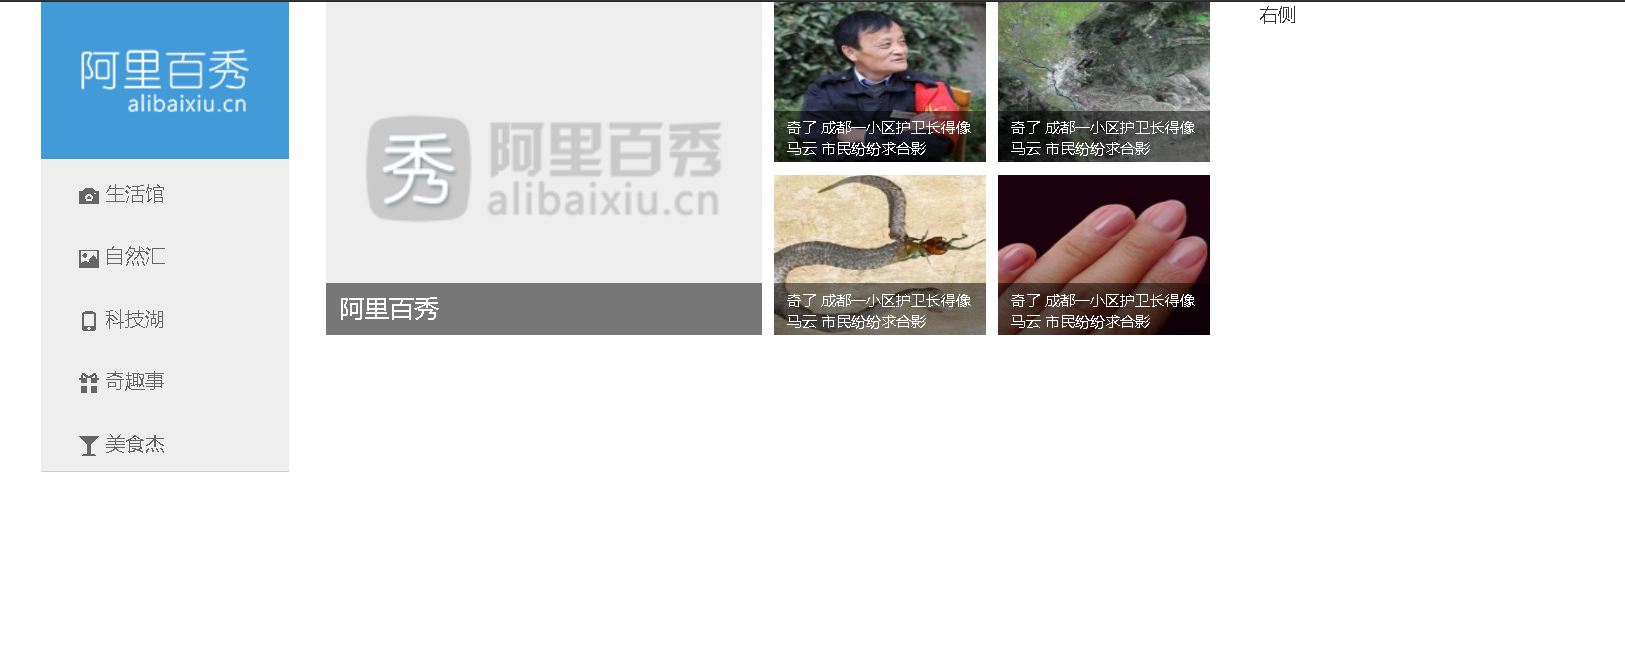 阿里百秀
alibaixiu.cn
生活馆
自然汇
科技湖
奇趣事
美食杰
秀 阿里百秀
alibaixiu.cn
阿里百秀
奇了 成都一小区护卫长得像
马云 市民纷纷求合影
奇了 成都一小区护卫长得像
马云 市民纷纷求合影
奇了 成都一小区护卫长得像
马云 市民纷纷求合影
奇了 成都一小区护卫长得像
马云 市民纷纷求合影
右侧